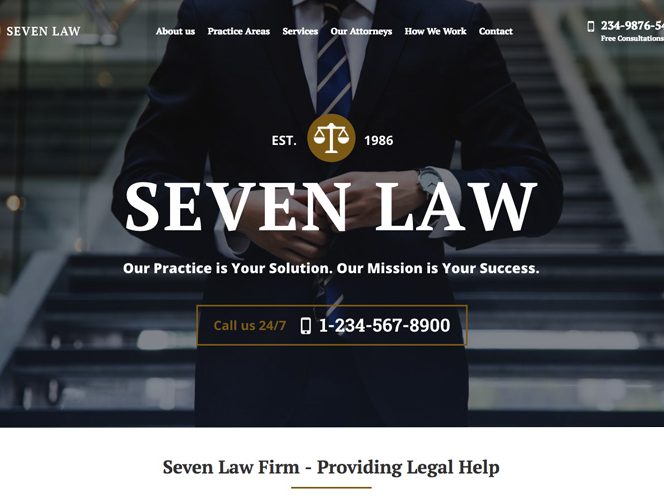 SEVEN LAW
About us Practice Areas Services Our Attorneys How We Work Contact
Free Consultations
EST. 1986
SEVEN LAW
Our Practice is Your Solution. Our Mission is Your Success.
Call us 24/7 1-234-567-8900
Seven Law Firm - Providing Legal Help